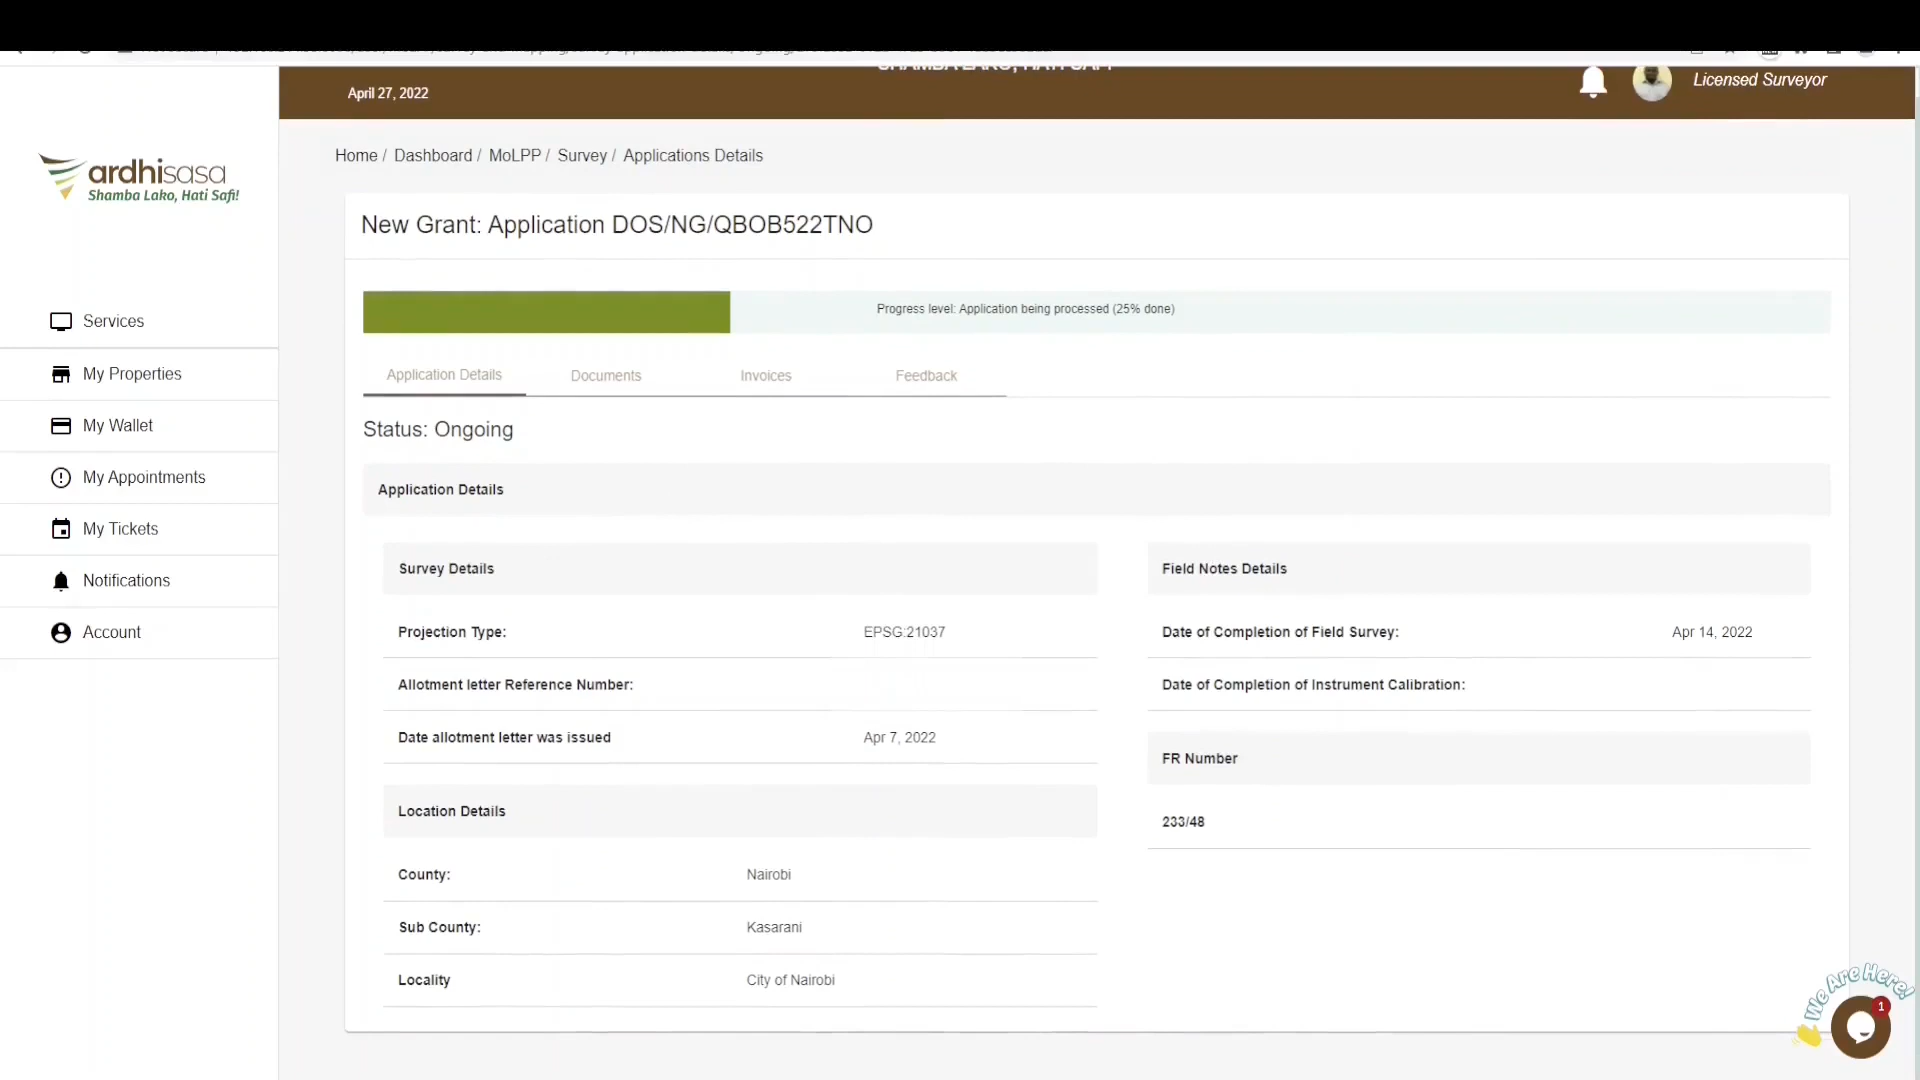 SHAMBA LAKO, HATI SAFI
April 27, 2022
Licensed Surveyor
ardhisasa
Shamba Lako, Hati Safi!
Home / Dashboard / MoLPP / Survey / Applications Details
New Grant: Application DOS/NG/QBOB522TNO
Progress level: Application being processed (25% done)
Services
My Properties
My Wallet
My Appointments
My Tickets
Notifications
Account
Application Details
Documents
Invoices
Feedback
Status: Ongoing
Application Details
Survey Details
Projection Type: EPSG:21037
Allotment letter Reference Number:
Date allotment letter was issued Apr 7, 2022
Location Details
County: Nairobi
Sub County: Kasarani
Locality City of Nairobi
Field Notes Details
Date of Completion of Field Survey: Apr 14, 2022
Date of Completion of Instrument Calibration:
FR Number
233/48
We Are Here!
1